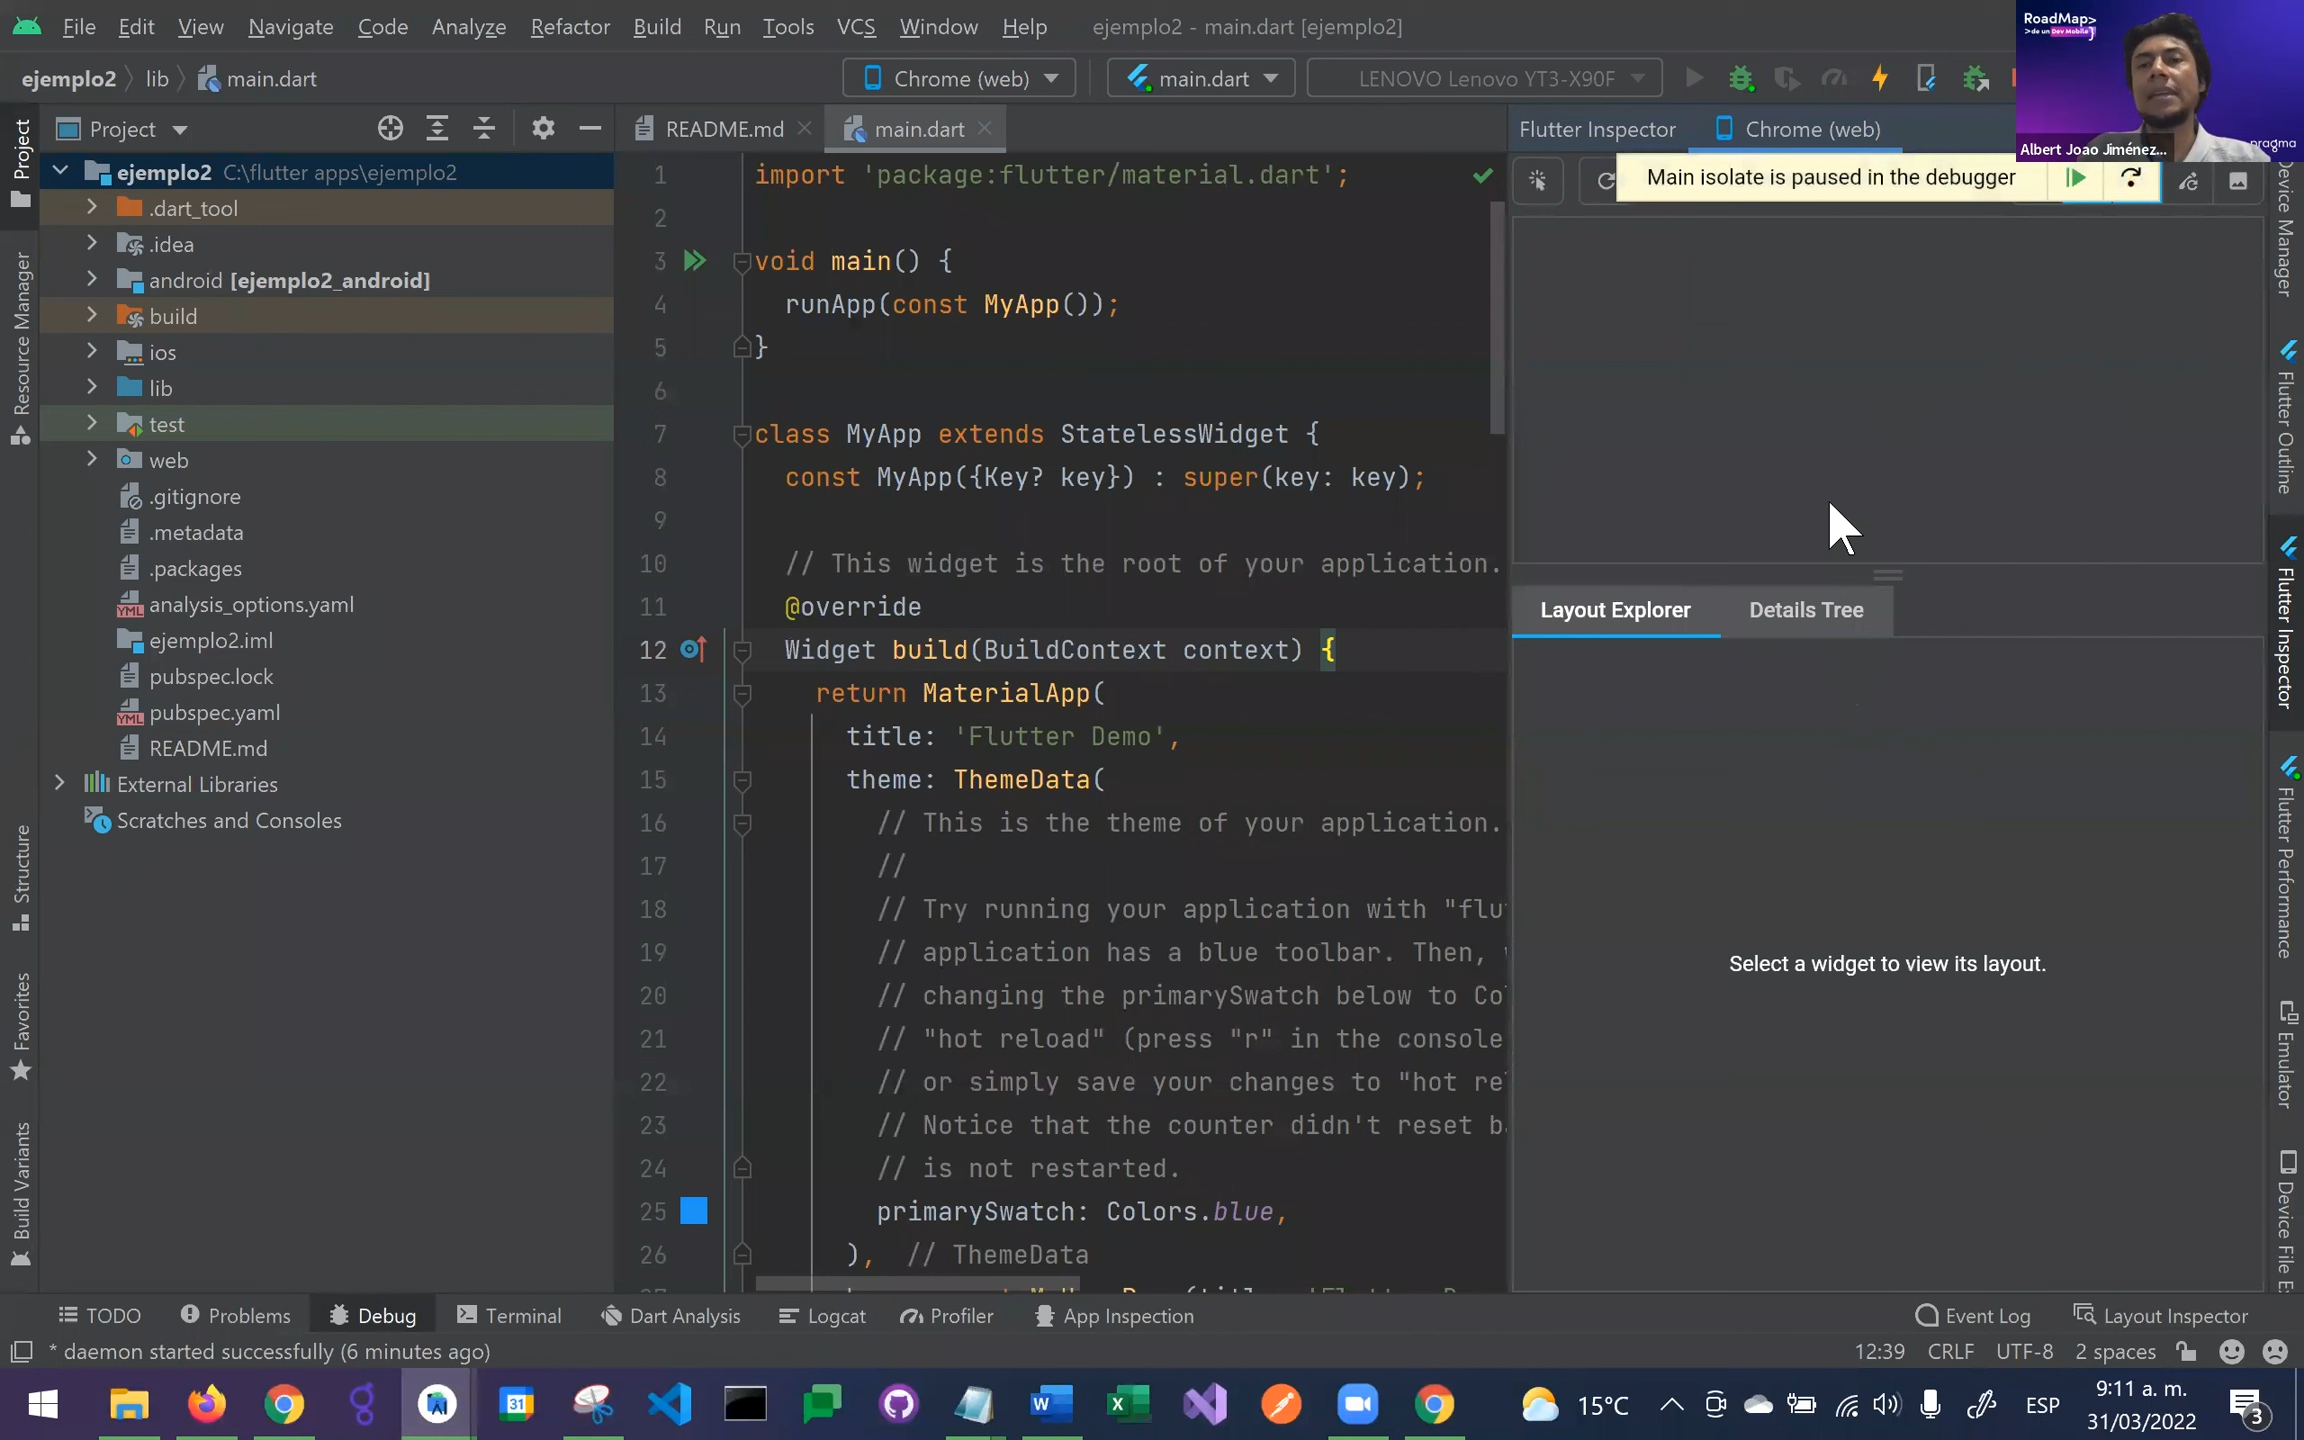 File Edit View Navigate Code Analyze Refactor Build Run Tools VCS Window Help ejemplo2 - main.dart [ejemplo2]
RoadMap>
>de un Dev Mobile}
ejemplo2 lib main.dart Chrome (web) main.dart LENOVO Lenovo YT3-X90F
pragma
Albert Joao Jiménez...
Project
README.md main.dart
Flutter Inspector Chrome (web)
Main isolate is paused in the debugger
ejemplo2 C:\flutter apps\ejemplo2
.dart_tool
.idea
android [ejemplo2_android]
build
ios
lib
test
web
.gitignore
.metadata
.packages
analysis_options.yaml
ejemplo2.iml
pubspec.lock
pubspec.yaml
README.md
External Libraries
Scratches and Consoles
Project
Resource Manager
Structure
Favorites
Build Variants
1 import 'package:flutter/material.dart';
2
3 void main() {
4 runApp(const MyApp());
5 }
6
7 class MyApp extends StatelessWidget {
8 const MyApp({Key? key}) : super(key: key);
9
10 // This widget is the root of your application.
11 @override
12 Widget build(BuildContext context) {
13 return MaterialApp(
14 title: 'Flutter Demo',
15 theme: ThemeData(
16 // This is the theme of your application.
17 //
18 // Try running your application with "flu
19 // application has a blue toolbar. Then,
20 // changing the primarySwatch below to Co
21 // "hot reload" (press "r" in the console
22 // or simply save your changes to "hot re
23 // Notice that the counter didn't reset b
24 // is not restarted.
25 primarySwatch: Colors.blue,
26 ), // ThemeData
Layout Explorer Details Tree
Select a widget to view its layout.
Device Manager
Flutter Outline
Flutter Inspector
Flutter Performance
Emulator
Device File E
TODO Problems Debug Terminal Dart Analysis Logcat Profiler App Inspection Event Log Layout Inspector
* daemon started successfully (6 minutes ago) 12:39 CRLF UTF-8 2 spaces
31
15°C ESP 9:11 a. m.
31/03/2022
3